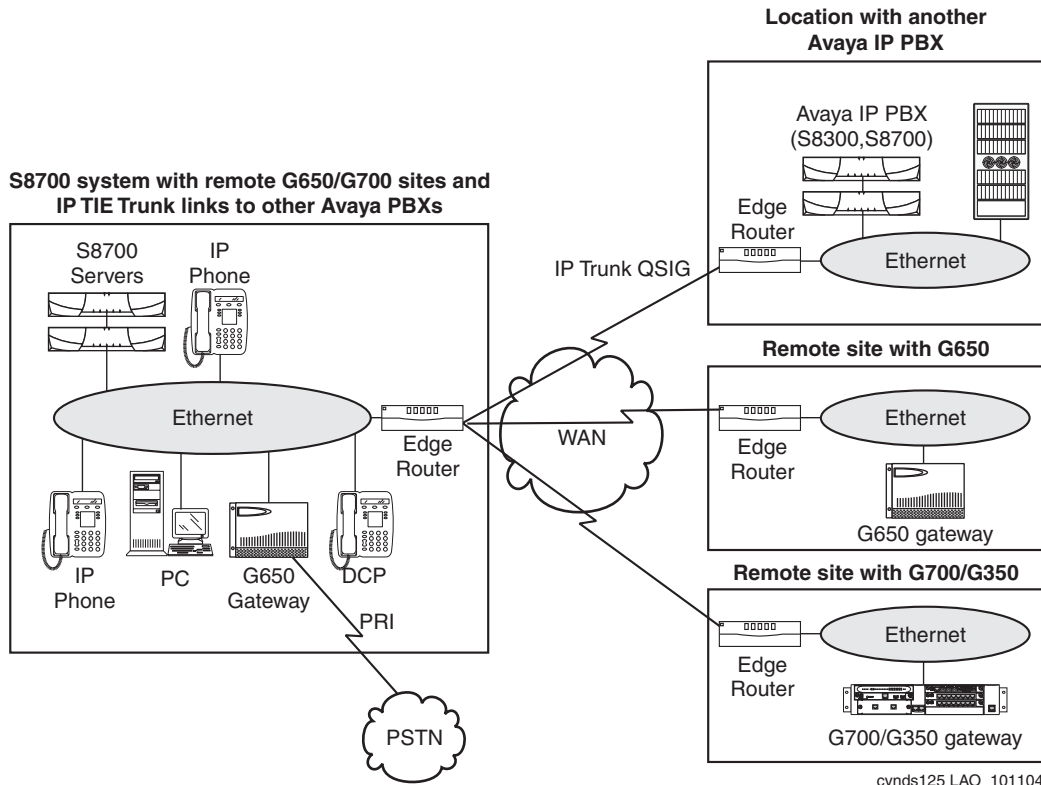 Location with another
Avaya IP PBX
Avaya IP PBX
(S8300,S8700)
Edge
Router
Ethernet
S8700 system with remote G650/G700 sites and
IP TIE Trunk links to other Avaya PBXs
S8700
Servers
IP
Phone
Ethernet
Edge
Router
IP
Phone
PC
G650
Gateway
DCP
PRI
PSTN
IP Trunk QSIG
WAN
Remote site with G650
Edge
Router
Ethernet
G650 gateway
Remote site with G700/G350
Edge
Router
Ethernet
G700/G350 gateway
cynds125 LAO 101104